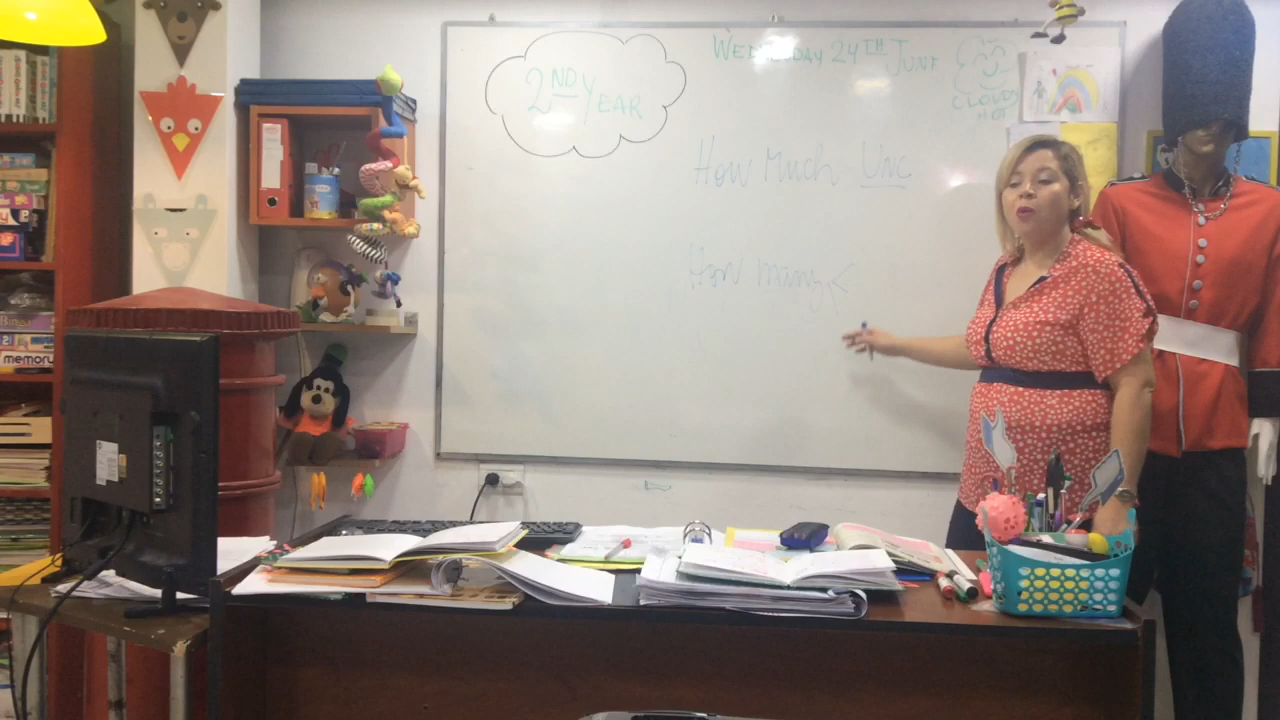 2ND YEAR
WEDNESDAY 24TH JUNE
CLOUDY
HOT
How Much Unc
How many
memory